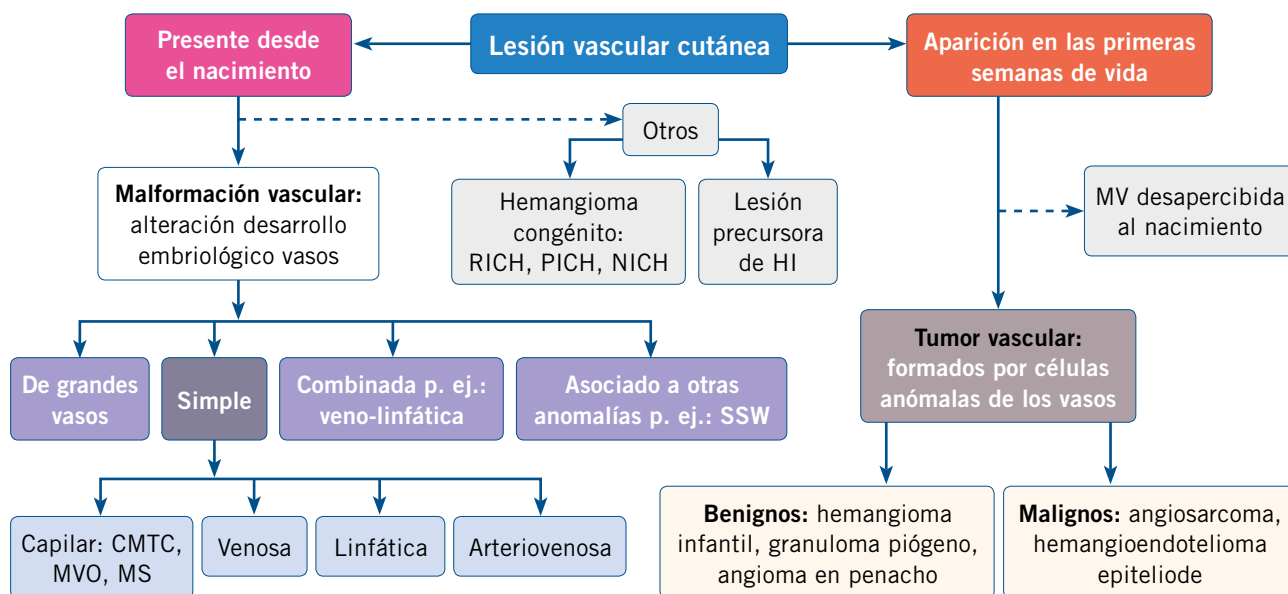 Presente desde
el nacimiento
Lesión vascular cutánea
Aparición en las primeras
semanas de vida
Otros
Malformación vascular:
alteración desarrollo
embriológico vasos
Hemangioma
congénito:
RICH, PICH, NICH
Lesión
precursora
de HI
MV desapercibida
al nacimiento
Tumor vascular:
formados por células
anómalas de los vasos
De grandes
vasos
Simple
Combinada p. ej.:
veno-linfática
Asociado a otras
anomalías p. ej.: SSW
Capilar: CMTC,
MVO, MS
Venosa
Linfática
Arteriovenosa
Benignos: hemangioma
infantil, granuloma piógeno,
angioma en penacho
Malignos: angiosarcoma,
hemangioendotelioma
epiteliode